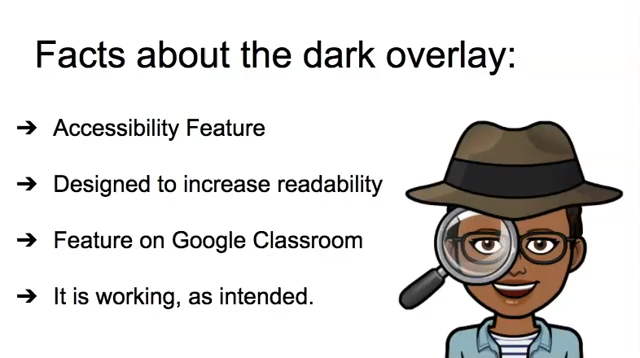 Facts about the dark overlay:
➔ Accessibility Feature
➔ Designed to increase readability
➔ Feature on Google Classroom
➔ It is working, as intended.